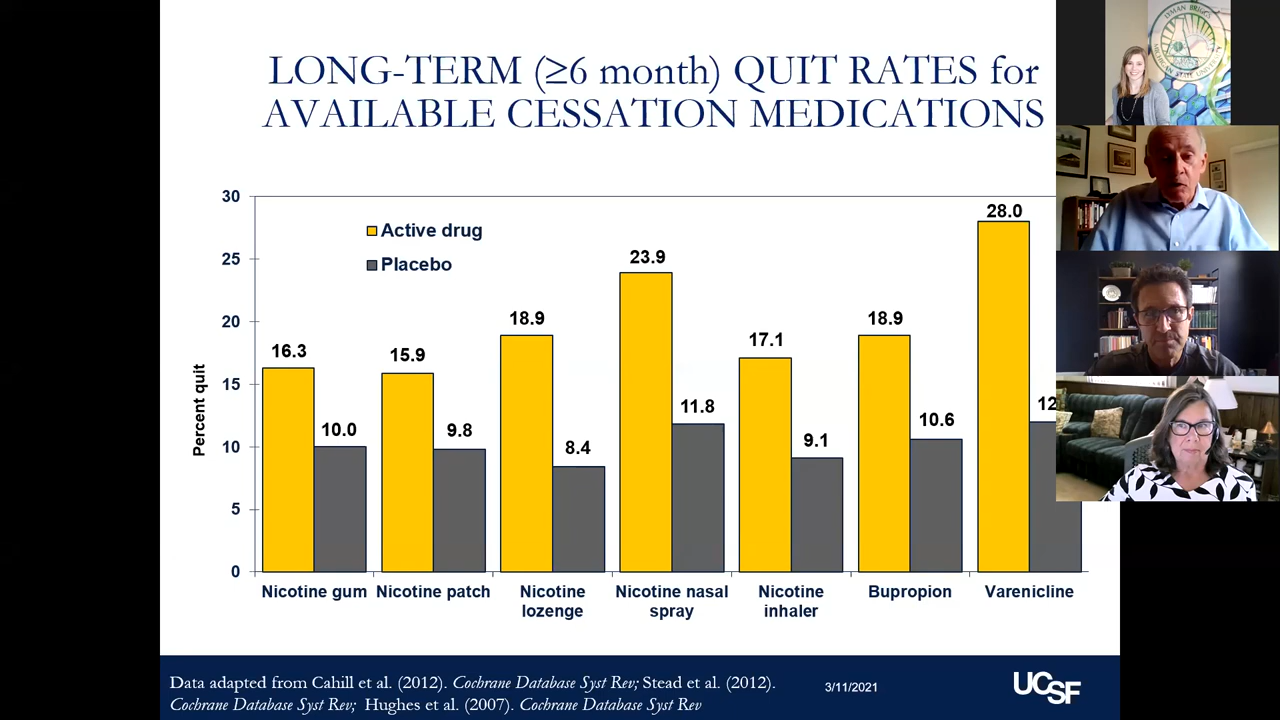 LONG-TERM (≥6 month) QUIT RATES for
AVAILABLE CESSATION MEDICATIONS
LYMAN BRIGGS
30
25
20
15
10
5
0
Percent quit
Active drug
Placebo
16.3
10.0
15.9
9.8
18.9
8.4
23.9
11.8
17.1
9.1
18.9
10.6
28.0
12
Nicotine gum
Nicotine patch
Nicotine
lozenge
Nicotine nasal
spray
Nicotine
inhaler
Bupropion
Varenicline
Data adapted from Cahill et al. (2012). Cochrane Database Syst Rev; Stead et al. (2012).
Cochrane Database Syst Rev; Hughes et al. (2007). Cochrane Database Syst Rev
3/11/2021
UCSF